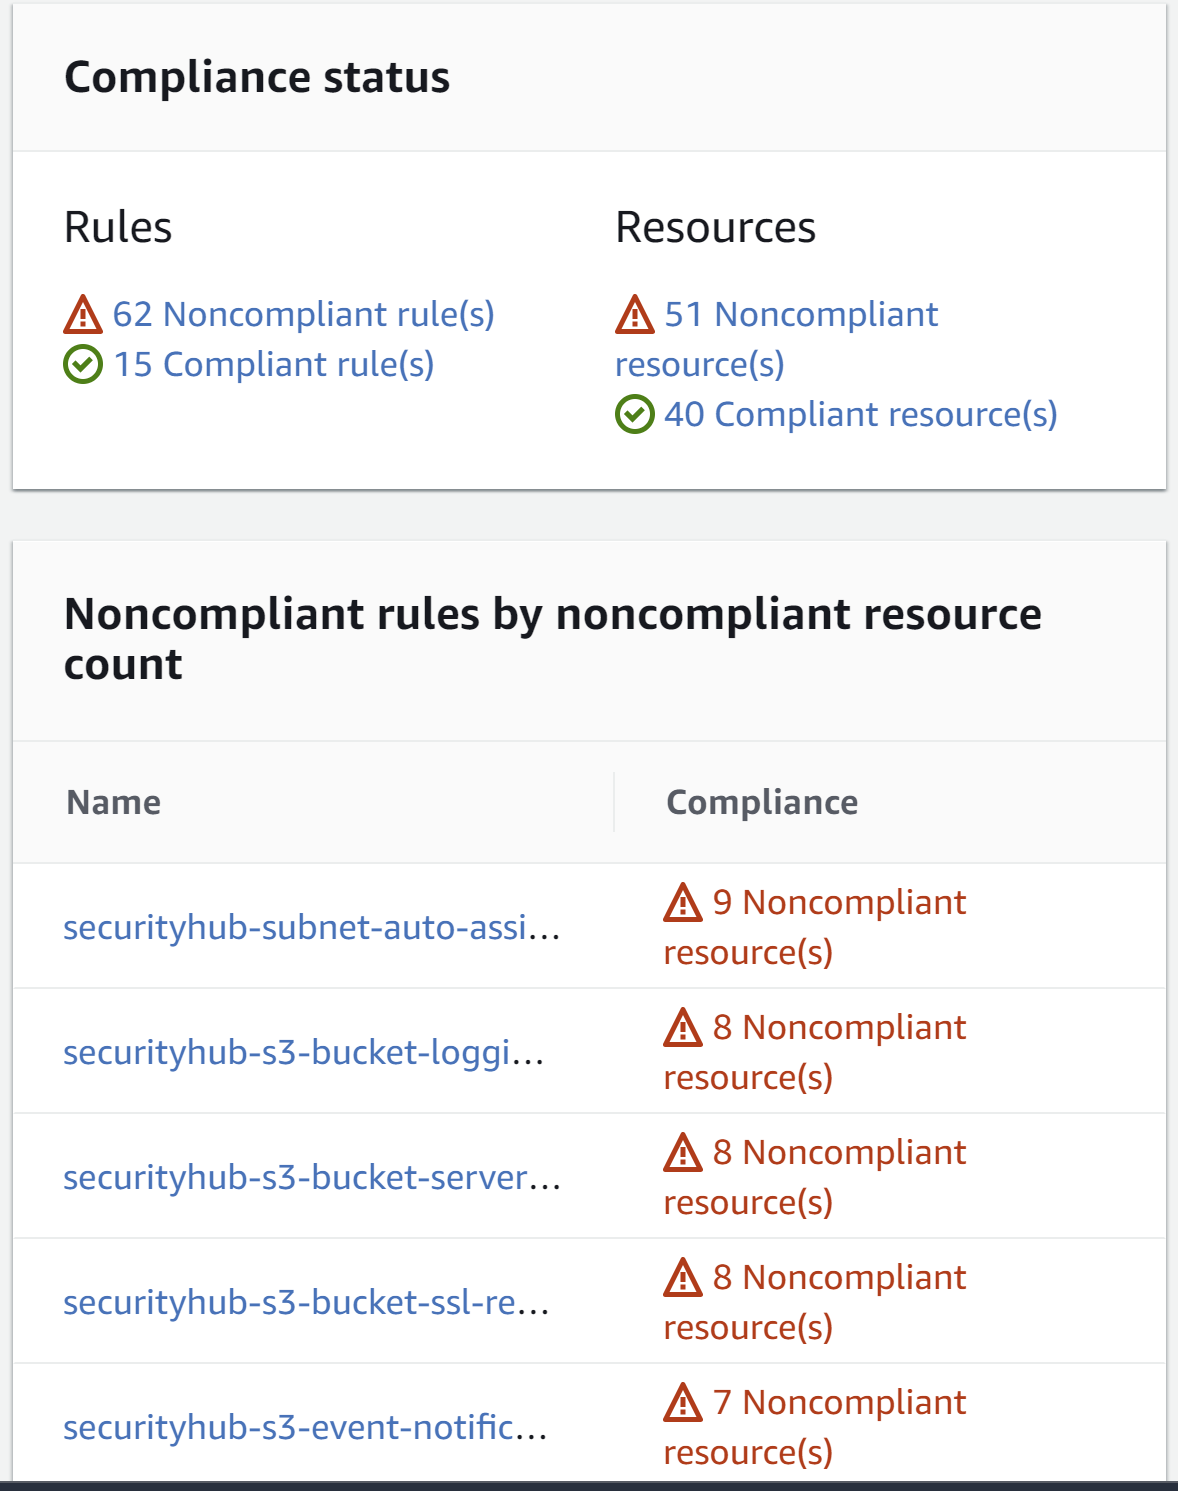 Compliance status
Rules
62 Noncompliant rule(s)
15 Compliant rule(s)
Resources
51 Noncompliant
resource(s)
40 Compliant resource(s)
Noncompliant rules by noncompliant resource
count
Name
Compliance
securityhub-subnet-auto-assi...
9 Noncompliant
resource(s)
securityhub-s3-bucket-loggi...
8 Noncompliant
resource(s)
securityhub-s3-bucket-server...
8 Noncompliant
resource(s)
securityhub-s3-bucket-ssl-re...
8 Noncompliant
resource(s)
securityhub-s3-event-notific...
7 Noncompliant
resource(s)